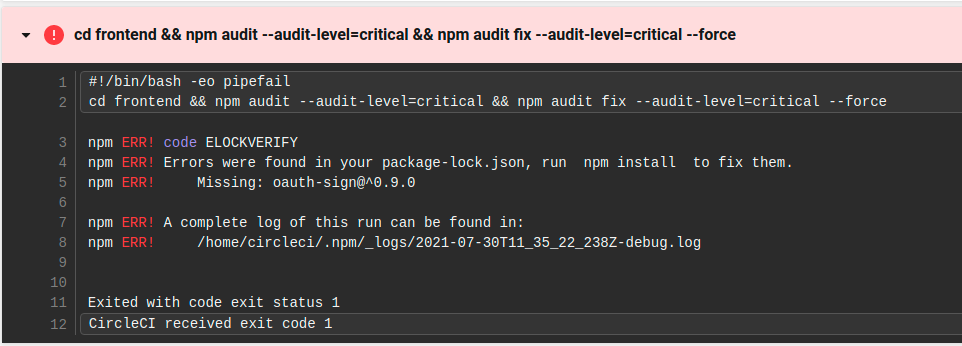 cd frontend && npm audit --audit-level=critical && npm audit fix --audit-level=critical --force
1 #!/bin/bash -eo pipefail
2 cd frontend && npm audit --audit-level=critical && npm audit fix --audit-level=critical --force
3 npm ERR! code ELOCKVERIFY
4 npm ERR! Errors were found in your package-lock.json, run  npm install  to fix them.
5 npm ERR!     Missing: oauth-sign@^0.9.0
6
7 npm ERR! A complete log of this run can be found in:
8 npm ERR!     /home/circleci/.npm/_logs/2021-07-30T11_35_22_238Z-debug.log
9
10
11 Exited with code exit status 1
12 CircleCI received exit code 1